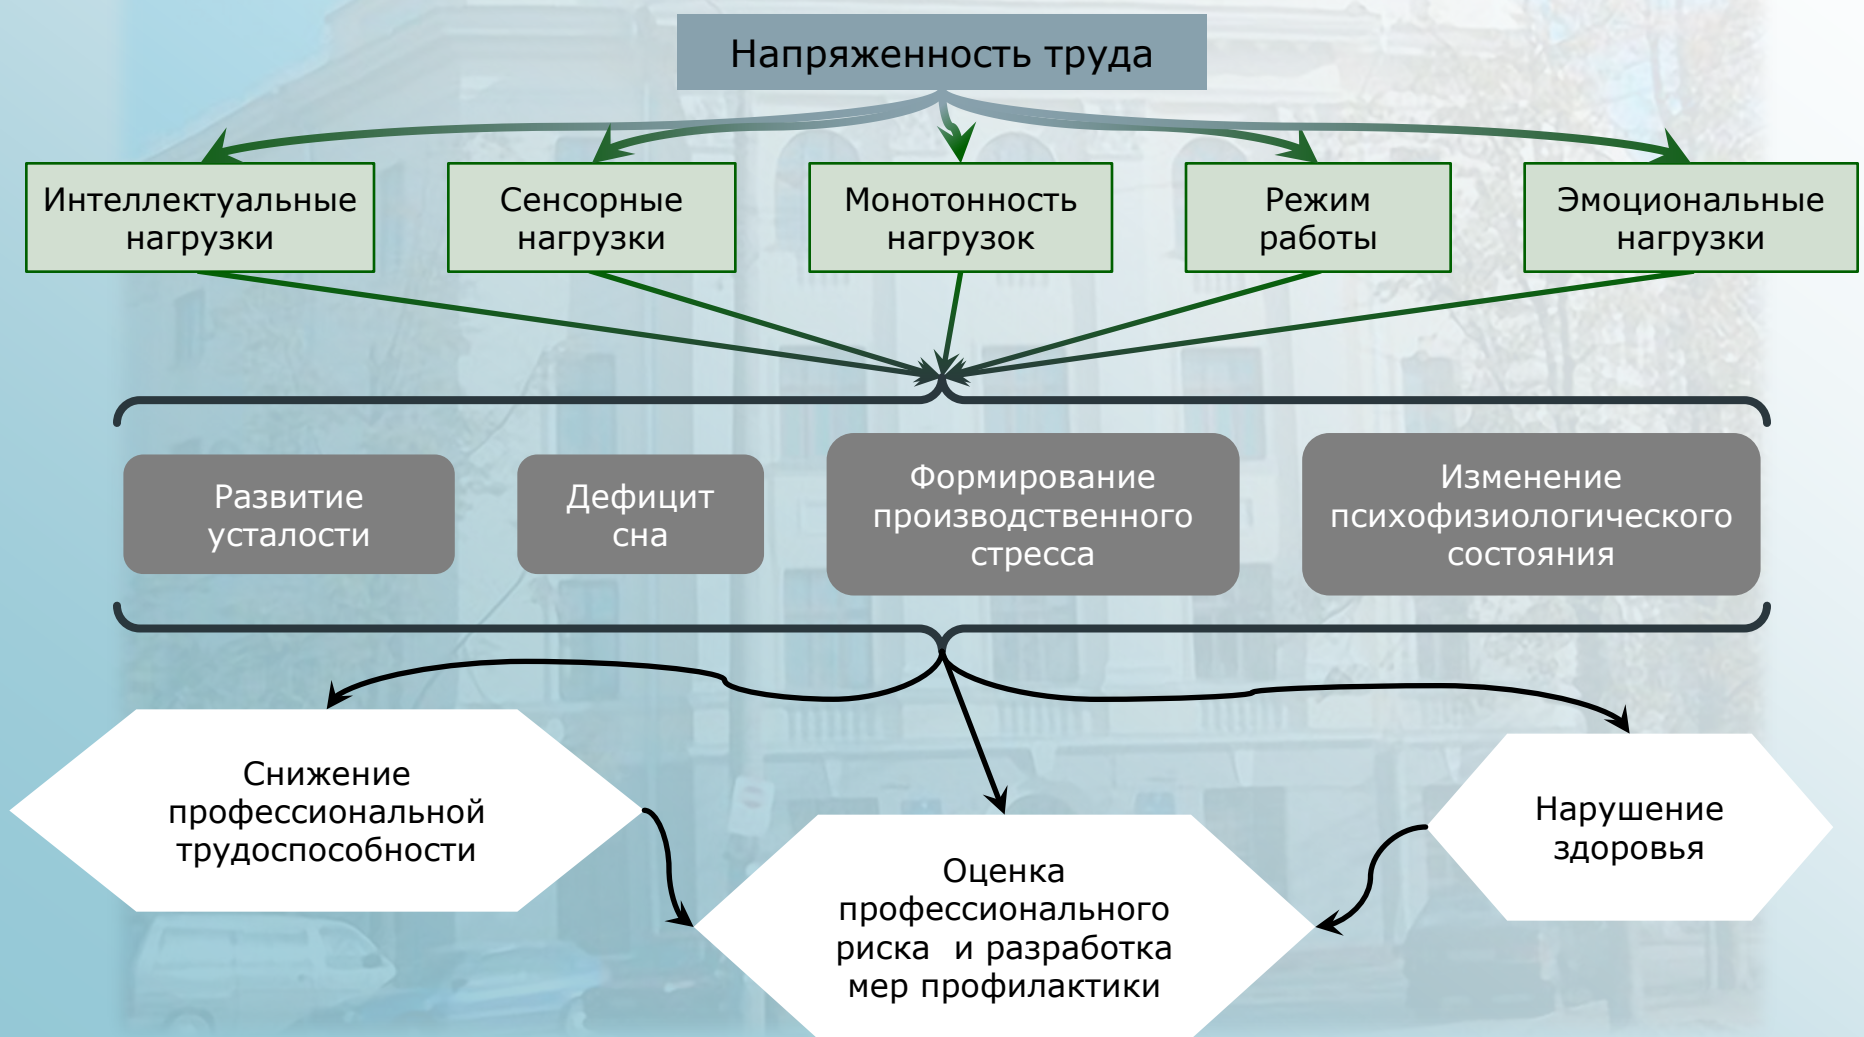 Напряженность труда
Интеллектуальные
нагрузки
Сенсорные
нагрузки
Монотонность
нагрузок
Режим
работы
Эмоциональные
нагрузки
Развитие
усталости
Дефицит
сна
Формирование
производственного
стресса
Изменение
психофизиологического
состояния
Снижение
профессиональной
трудоспособности
Оценка
профессионального
риска  и разработка
мер профилактики
Нарушение
здоровья